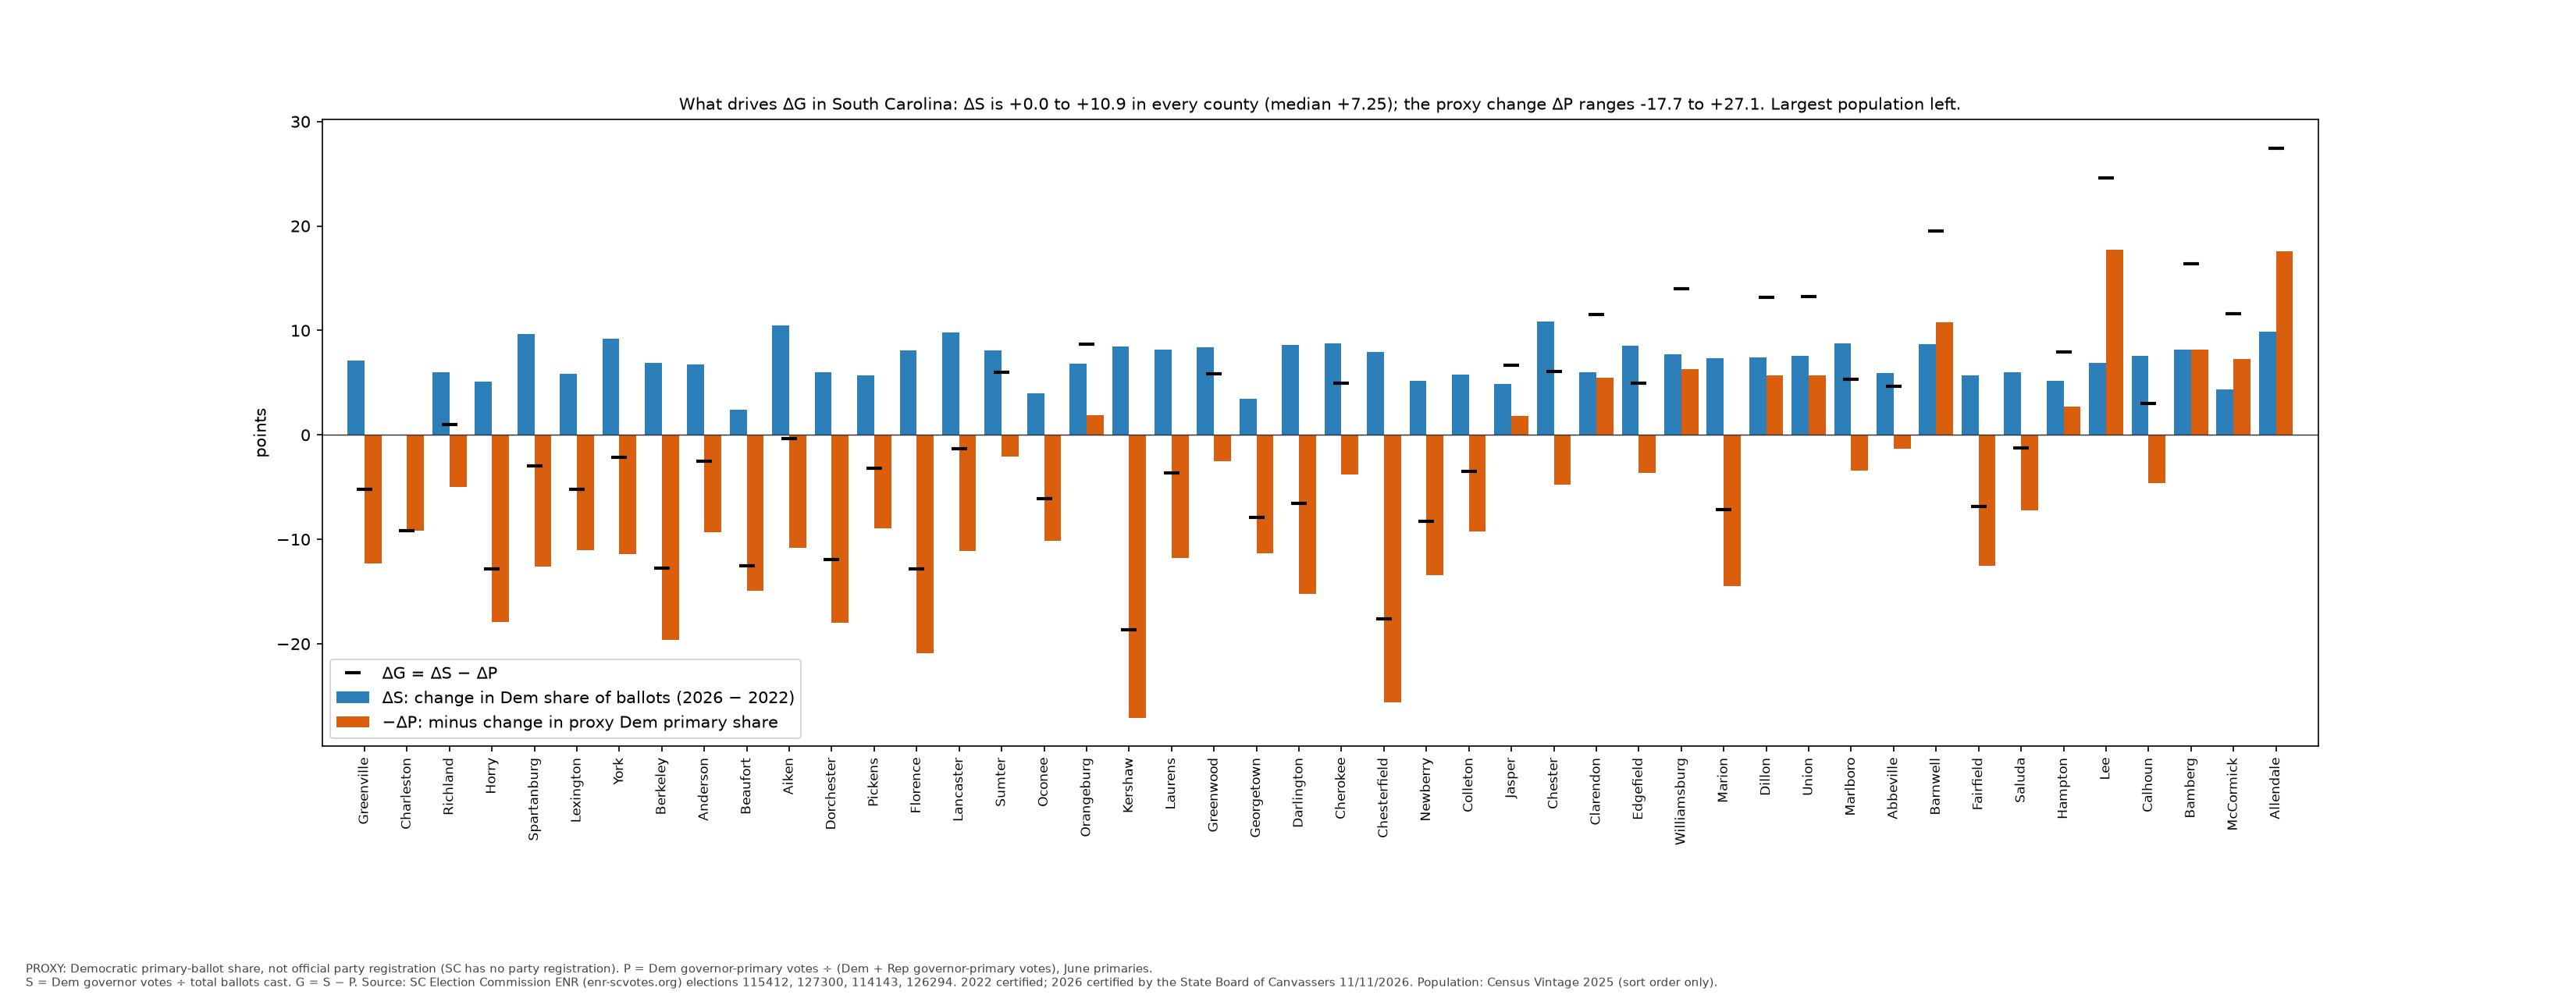 What drives ΔG in South Carolina: ΔS is +0.0 to +10.9 in every county (median +7.25); the proxy change ΔP ranges -17.7 to +27.1. Largest population left.
points
30
20
10
0
−10
−20
ΔG = ΔS − ΔP
ΔS: change in Dem share of ballots (2026 − 2022)
−ΔP: minus change in proxy Dem primary share
Greenville
Charleston
Richland
Horry
Spartanburg
Lexington
York
Berkeley
Anderson
Beaufort
Aiken
Dorchester
Pickens
Florence
Lancaster
Sumter
Oconee
Orangeburg
Kershaw
Laurens
Greenwood
Georgetown
Darlington
Cherokee
Chesterfield
Newberry
Colleton
Jasper
Chester
Clarendon
Edgefield
Williamsburg
Marion
Dillon
Union
Marlboro
Abbeville
Barnwell
Fairfield
Saluda
Hampton
Lee
Calhoun
Bamberg
McCormick
Allendale
PROXY: Democratic primary-ballot share, not official party registration (SC has no party registration). P = Dem governor-primary votes ÷ (Dem + Rep governor-primary votes), June primaries.
S = Dem governor votes ÷ total ballots cast. G = S − P. Source: SC Election Commission ENR (enr-scvotes.org) elections 115412, 127300, 114143, 126294. 2022 certified; 2026 certified by the State Board of Canvassers 11/11/2026. Population: Census Vintage 2025 (sort order only).